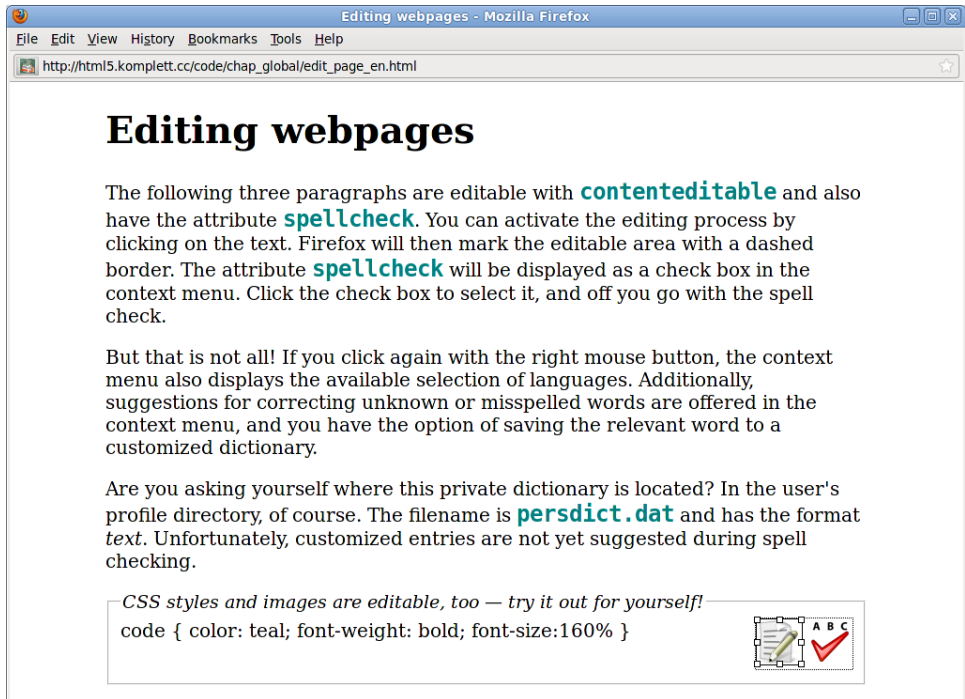 Editing webpages - Mozilla Firefox
File Edit View History Bookmarks Tools Help
http://html5.komplett.cc/code/chap_global/edit_page_en.html
Editing webpages
The following three paragraphs are editable with contenteditable and also
have the attribute spellcheck. You can activate the editing process by
clicking on the text. Firefox will then mark the editable area with a dashed
border. The attribute spellcheck will be displayed as a check box in the
context menu. Click the check box to select it, and off you go with the spell
check.
But that is not all! If you click again with the right mouse button, the context
menu also displays the available selection of languages. Additionally,
suggestions for correcting unknown or misspelled words are offered in the
context menu, and you have the option of saving the relevant word to a
customized dictionary.
Are you asking yourself where this private dictionary is located? In the user's
profile directory, of course. The filename is persdict.dat and has the format
text. Unfortunately, customized entries are not yet suggested during spell
checking.
CSS styles and images are editable, too — try it out for yourself!
code { color: teal; font-weight: bold; font-size:160% }
A B C